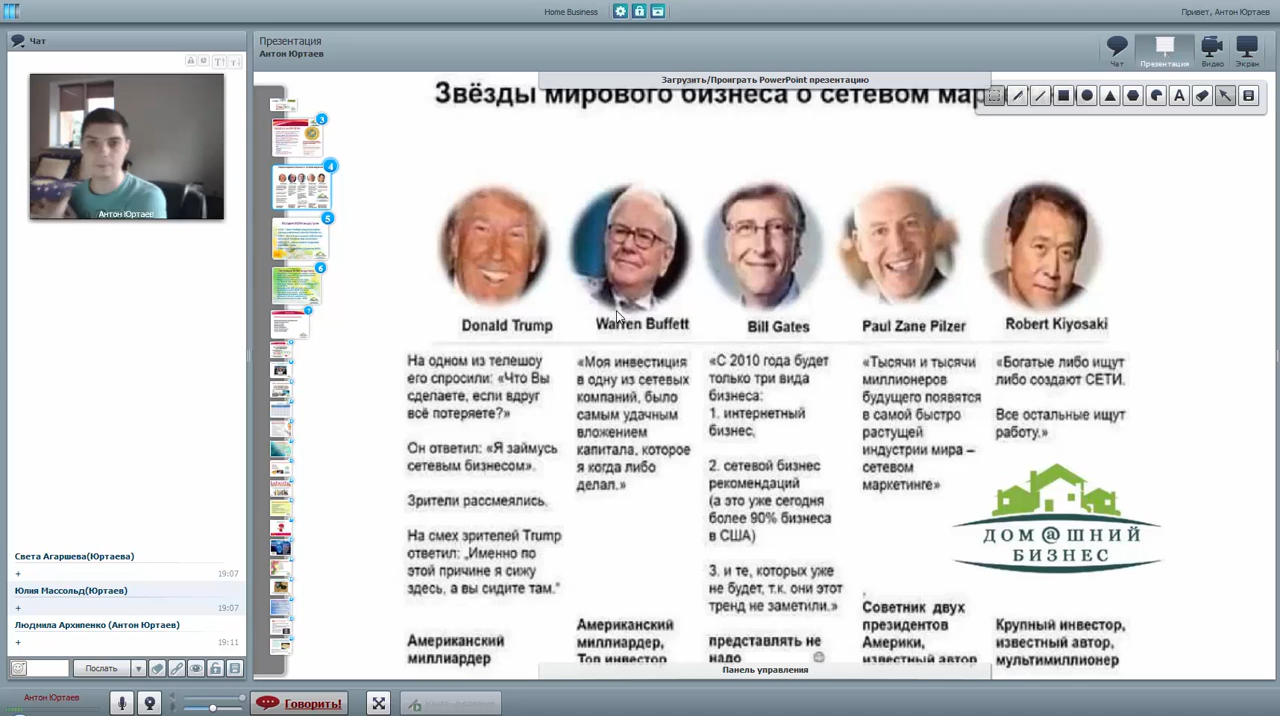 Home Business
Привет, Антон Юртаев
Чат
Антон Юртаев
Света Агаршева(Юртаева)
+
19:07
Юлия Массольд(Юртаев)
+
19:07
Людмила Архипенко (Антон Юртаев)
+
19:11
Послать
Антон Юртаев
Говорить!
Презентация
Антон Юртаев
Чат
Презентация
Видео
Экран
Загрузить/Проиграть PowerPoint презентацию
3
4
5
6
7
Звёзды мирового бизнеса о сетевом
Donald Trump
На одном из телешоу
его спросили: «Что Вы
сделаете, если вдруг
всё потеряете?»
Он ответил: «Я займусь
сетевым бизнесом».
Зрители рассмеялись.
На смех зрителей Trump
ответил: „Именно по
этой причине я сижу
здесь, а вы сидите там."
Американский
миллиардер
Warren Buffett
«Моя инвестиция
в одну из сетевых
компаний, было
самым удачным
вложением
капитала, которое
я когда либо
делал.»
Американский
миллиардер,
Топ инвестор
Bill Gates
«С 2010 года будет
только три вида
бизнеса:
1. интернетный
бизнес,
2. сетевой бизнес
рекомендаций
(а это уже сегодня
более 90% бизнеса
в США)
3. и те, которых уже
не будет, т.к. они этот
тренд не заметили.»
представлять не
надо
Paul Zane Pilzer
«Тысячи и тысячи
миллионеров
будущего появятся
в самой быстро
растущей
индустрии мира –
сетевом
маркетинге»
Советник двух
президентов
Америки,
известный автор
Robert Kiyosaki
«Богатые либо ищут
либо создают СЕТИ.
Все остальные ищут
работу.»
ДОМ@ШНИЙ
БИЗНЕС
Крупный инвестор,
известный автор,
мультимиллионер
Панель управления